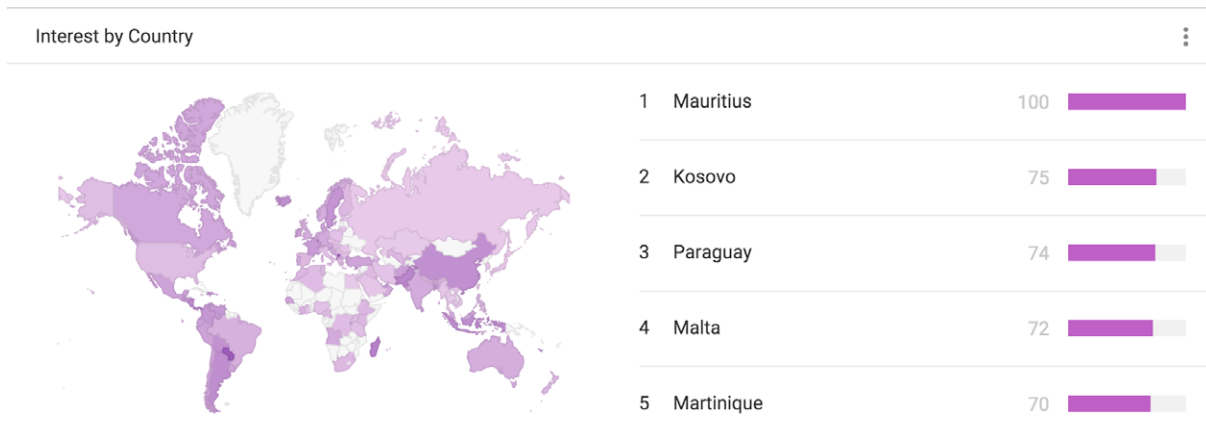 Interest by Country
1 Mauritius 100
2 Kosovo 75
3 Paraguay 74
4 Malta 72
5 Martinique 70